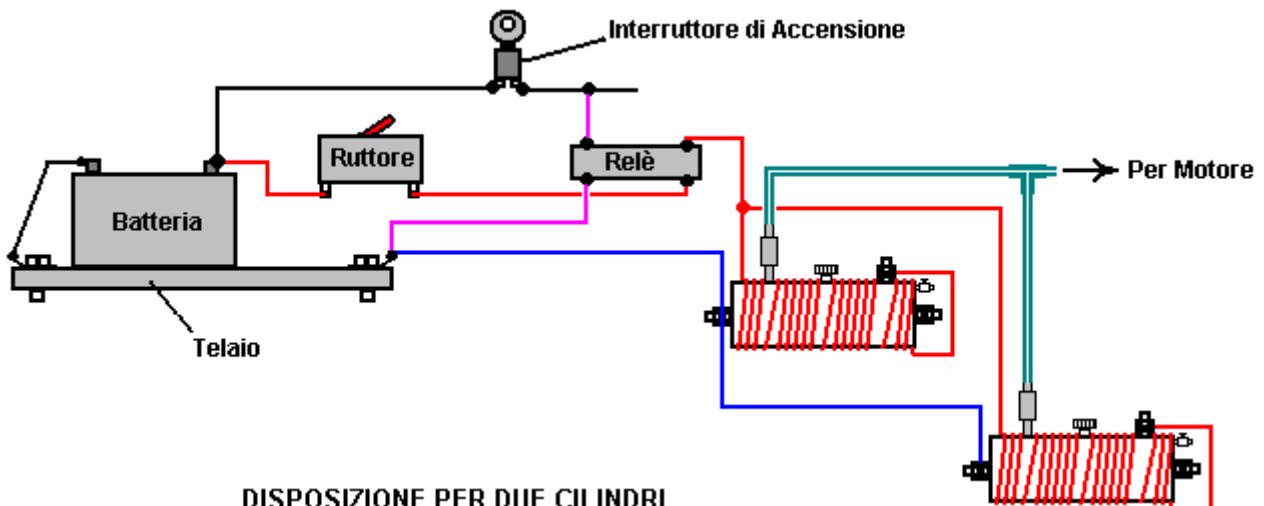 Interruttore di Accensione
Ruttore
Relè
Per Motore
Batteria
Telaio
DISPOSIZIONE PER DUE CILINDRI